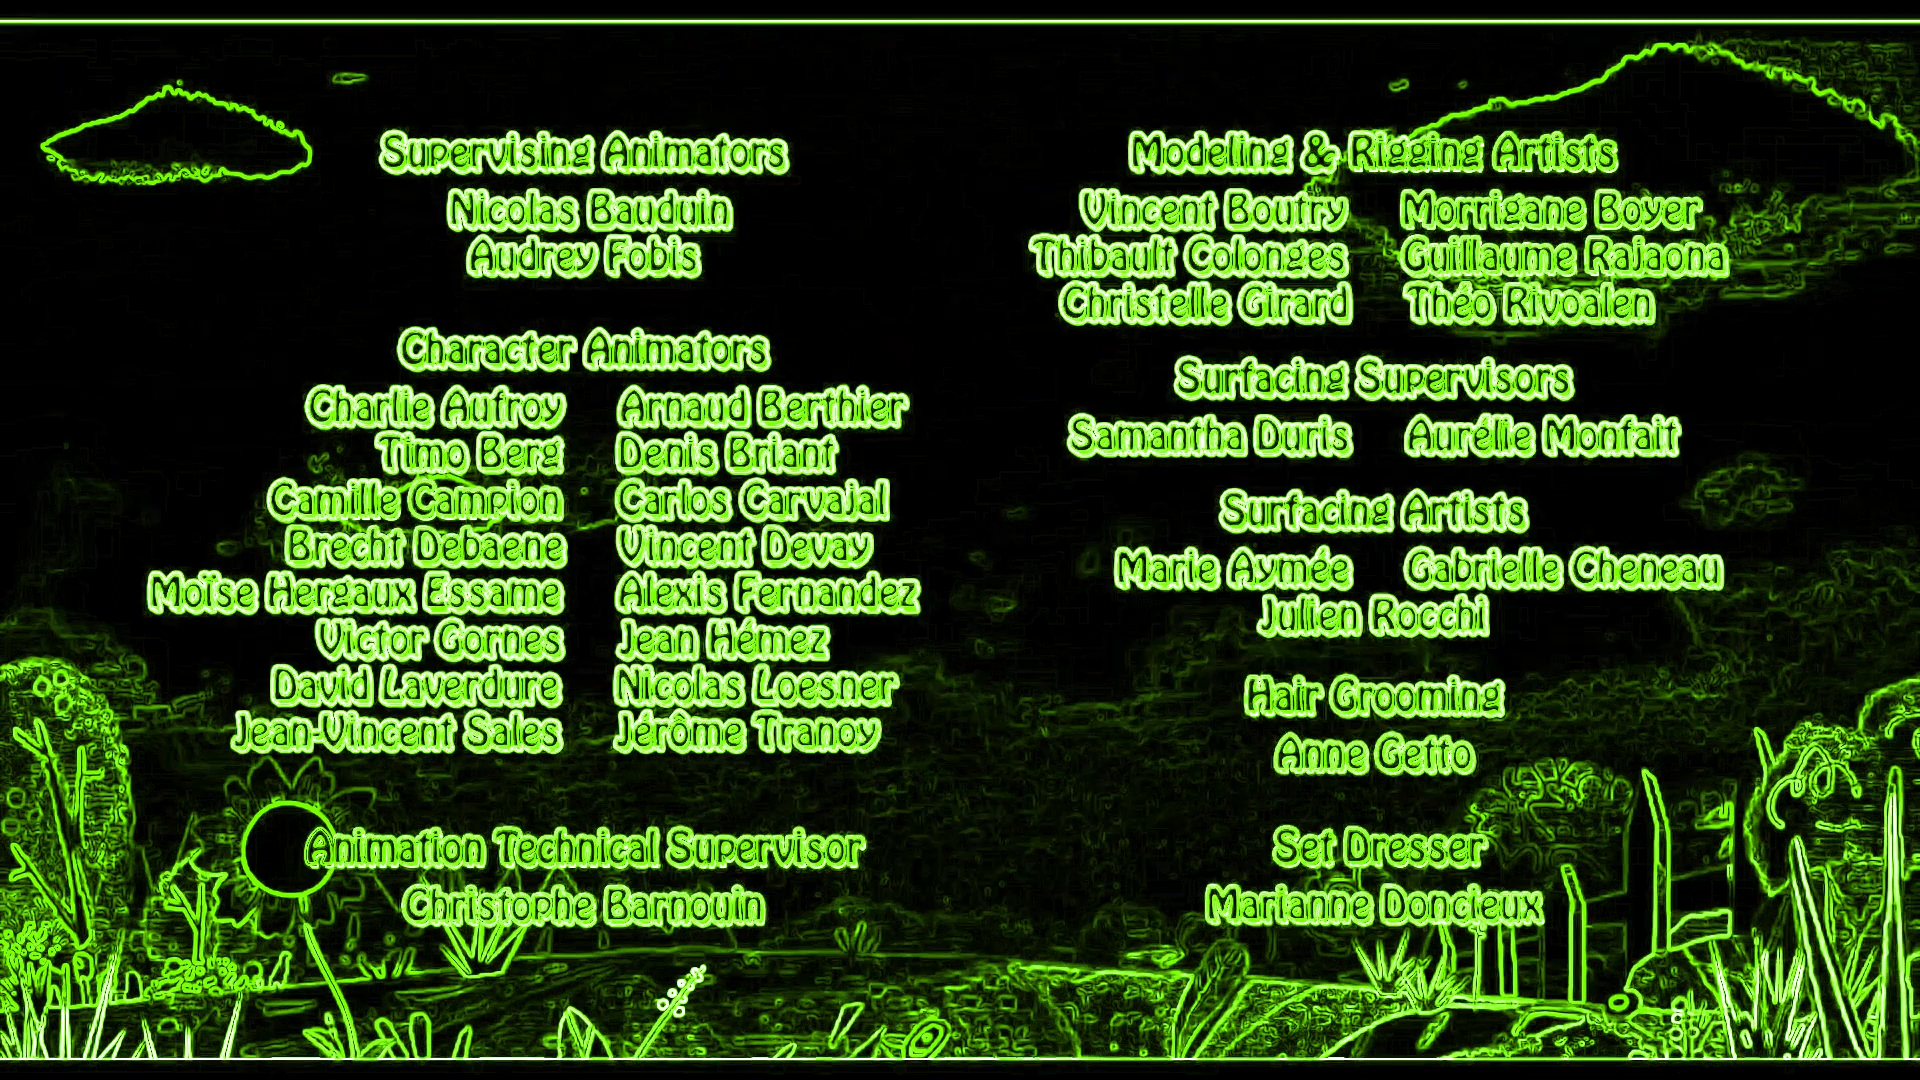 Supervising Animators
Nicolas Bauduin
Audrey Fobis
Character Animators
Charlie Aufroy Arnaud Berthier
Timo Berg Denis Briant
Camille Campion Carlos Carvajal
Brecht Debaene Vincent Devay
Moïse Hergaux Essame Alexis Fernandez
Victor Gornes Jean Hémez
David Laverdure Nicolas Loesner
Jean-Vincent Sales Jérôme Tranoy
Animation Technical Supervisor
Christophe Barnouin
Modeling & Rigging Artists
Vincent Boutry Morrigane Boyer
Thibault Colonges Guillaume Rajaona
Christelle Girard Théo Rivoalen
Surfacing Supervisors
Samantha Duris Aurélie Monfait
Surfacing Artists
Marie Aymée Gabrielle Cheneau
Julien Rocchi
Hair Grooming
Anne Getto
Set Dresser
Marianne Doncieux